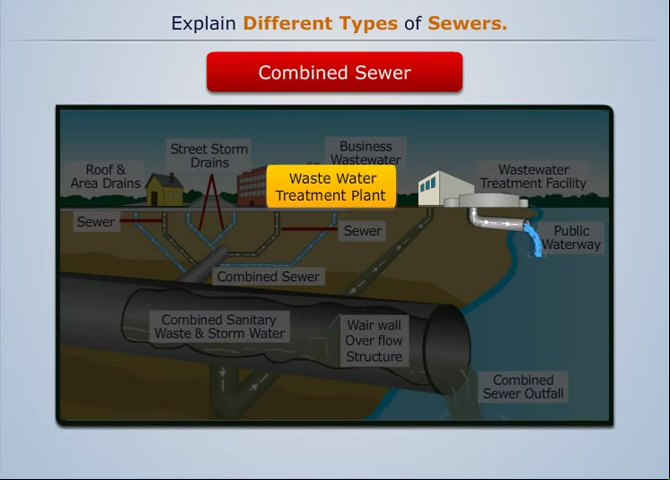 Explain Different Types of Sewers.
Combined Sewer
Roof &
Area Drains
Street Storm
Drains
Business
Wastewater
Waste Water
Treatment Plant
Wastewater
Treatment Facility
Sewer
Sewer
Public
Waterway
Combined Sewer
Combined Sanitary
Waste & Storm Water
Wair wall
Over flow
Structure
Combined
Sewer Outfall